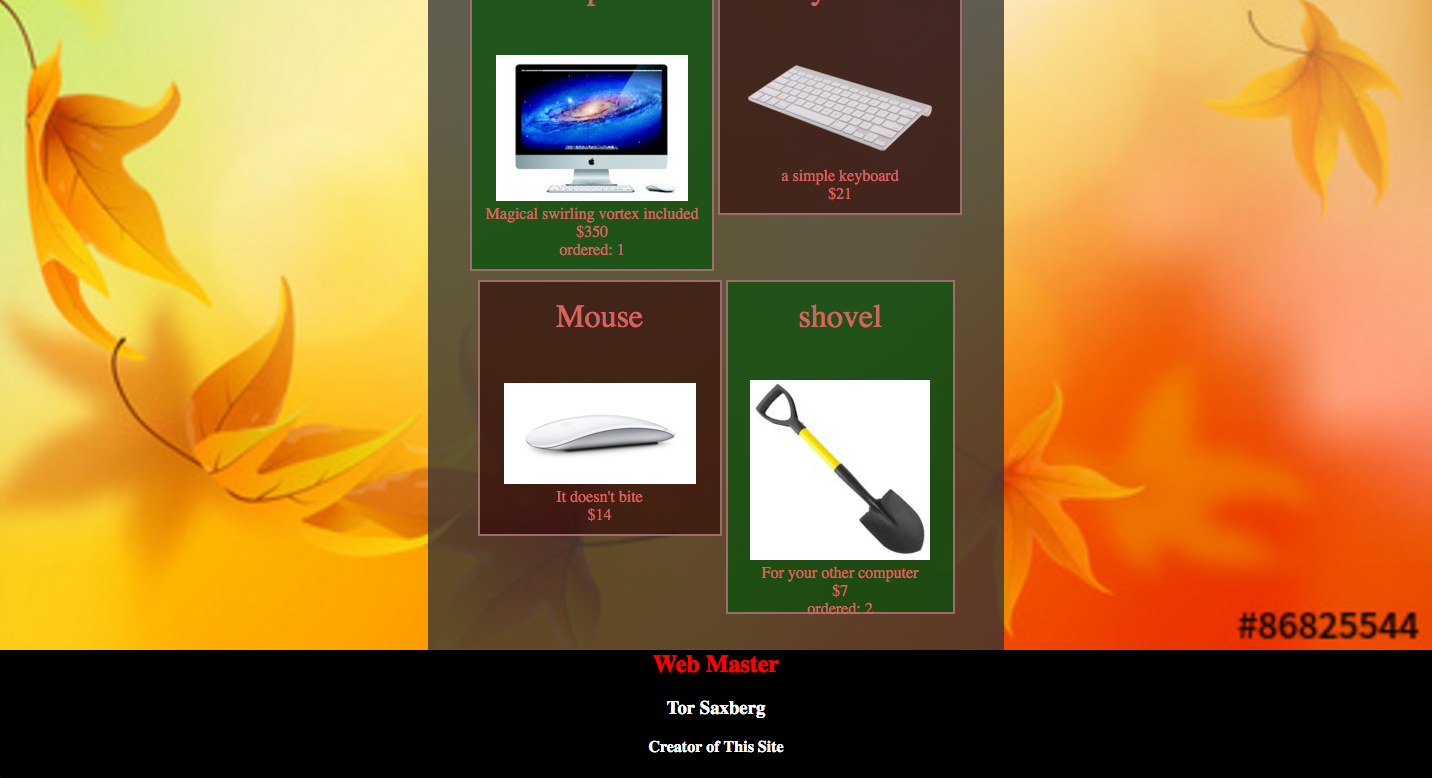 Magical swirling vortex included
$350
ordered: 1
a simple keyboard
$21
Mouse
It doesn't bite
$14
shovel
For your other computer
$7
ordered: 2
#86825544
Web Master
Tor Saxberg
Creator of This Site